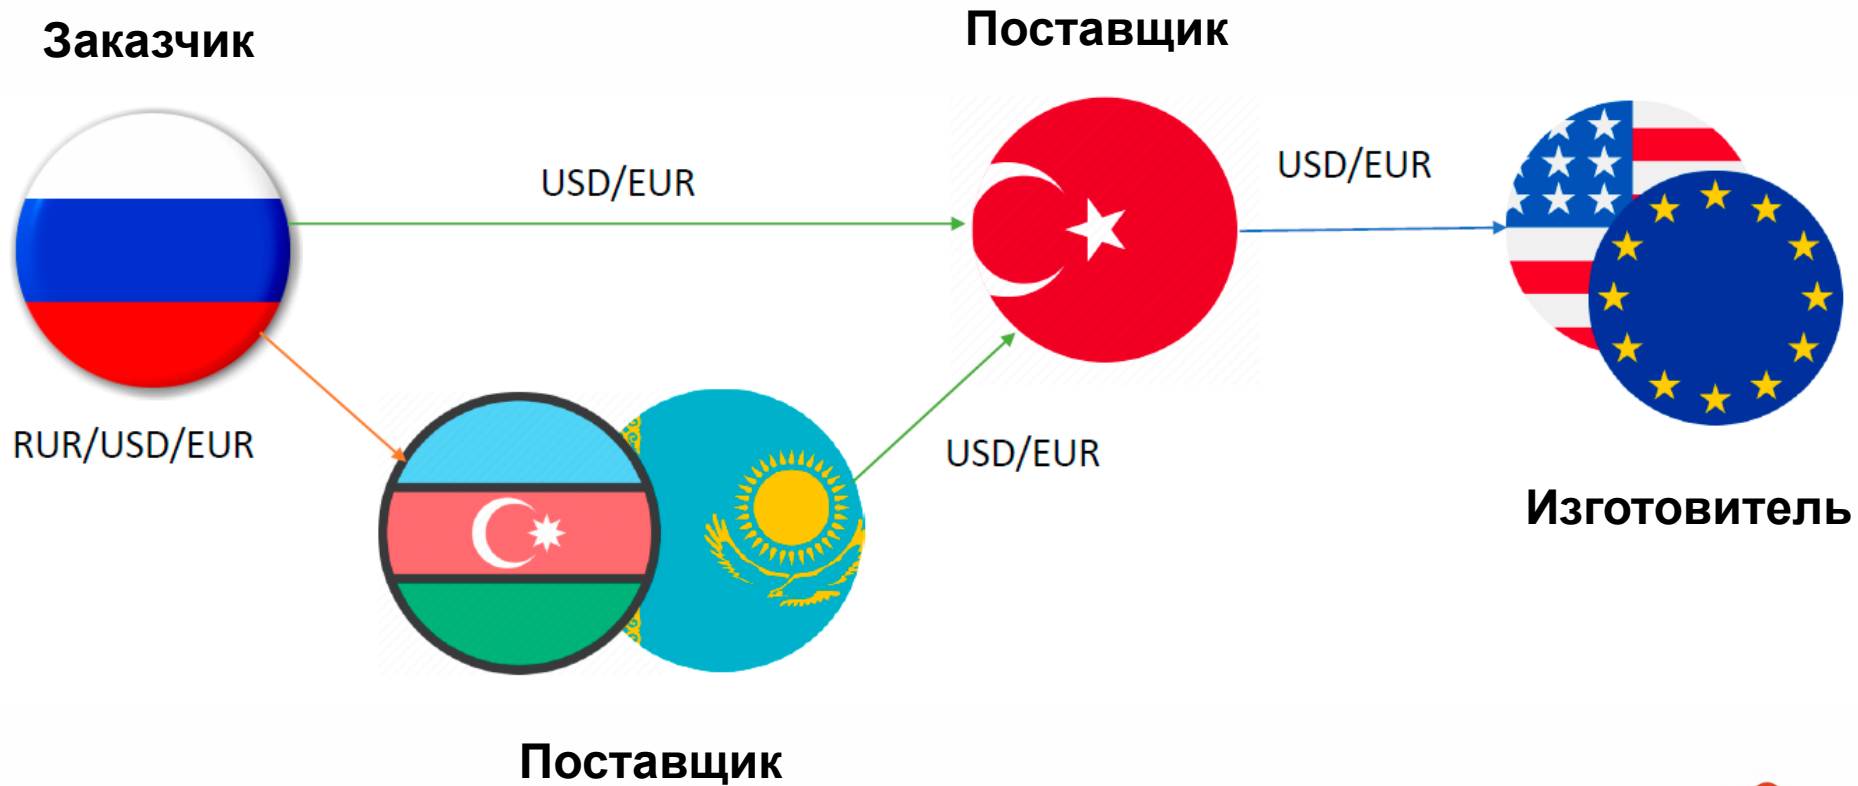 Заказчик
Поставщик
USD/EUR
USD/EUR
RUR/USD/EUR
USD/EUR
Изготовитель
Поставщик